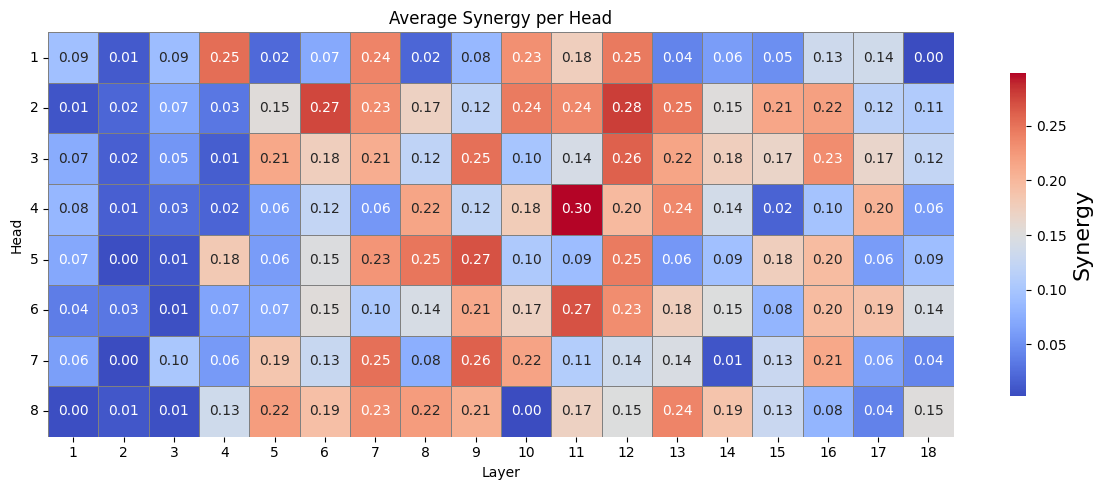 Average Synergy per Head
1 0.09 0.01 0.09 0.25 0.02 0.07 0.24 0.02 0.08 0.23 0.18 0.25 0.04 0.06 0.05 0.13 0.14 0.00
2 0.01 0.02 0.07 0.03 0.15 0.27 0.23 0.17 0.12 0.24 0.24 0.28 0.25 0.15 0.21 0.22 0.12 0.11
3 0.07 0.02 0.05 0.01 0.21 0.18 0.21 0.12 0.25 0.10 0.14 0.26 0.22 0.18 0.17 0.23 0.17 0.12
4 0.08 0.01 0.03 0.02 0.06 0.12 0.06 0.22 0.12 0.18 0.30 0.20 0.24 0.14 0.02 0.10 0.20 0.06
5 0.07 0.00 0.01 0.18 0.06 0.15 0.23 0.25 0.27 0.10 0.09 0.25 0.06 0.09 0.18 0.20 0.06 0.09
6 0.04 0.03 0.01 0.07 0.07 0.15 0.10 0.14 0.21 0.17 0.27 0.23 0.18 0.15 0.08 0.20 0.19 0.14
7 0.06 0.00 0.10 0.06 0.19 0.13 0.25 0.08 0.26 0.22 0.11 0.14 0.14 0.01 0.13 0.21 0.06 0.04
8 0.00 0.01 0.01 0.13 0.22 0.19 0.23 0.22 0.21 0.00 0.17 0.15 0.24 0.19 0.13 0.08 0.04 0.15
1 2 3 4 5 6 7 8 9 10 11 12 13 14 15 16 17 18
Layer
Head
0.25
0.20
0.15
0.10
0.05
Synergy